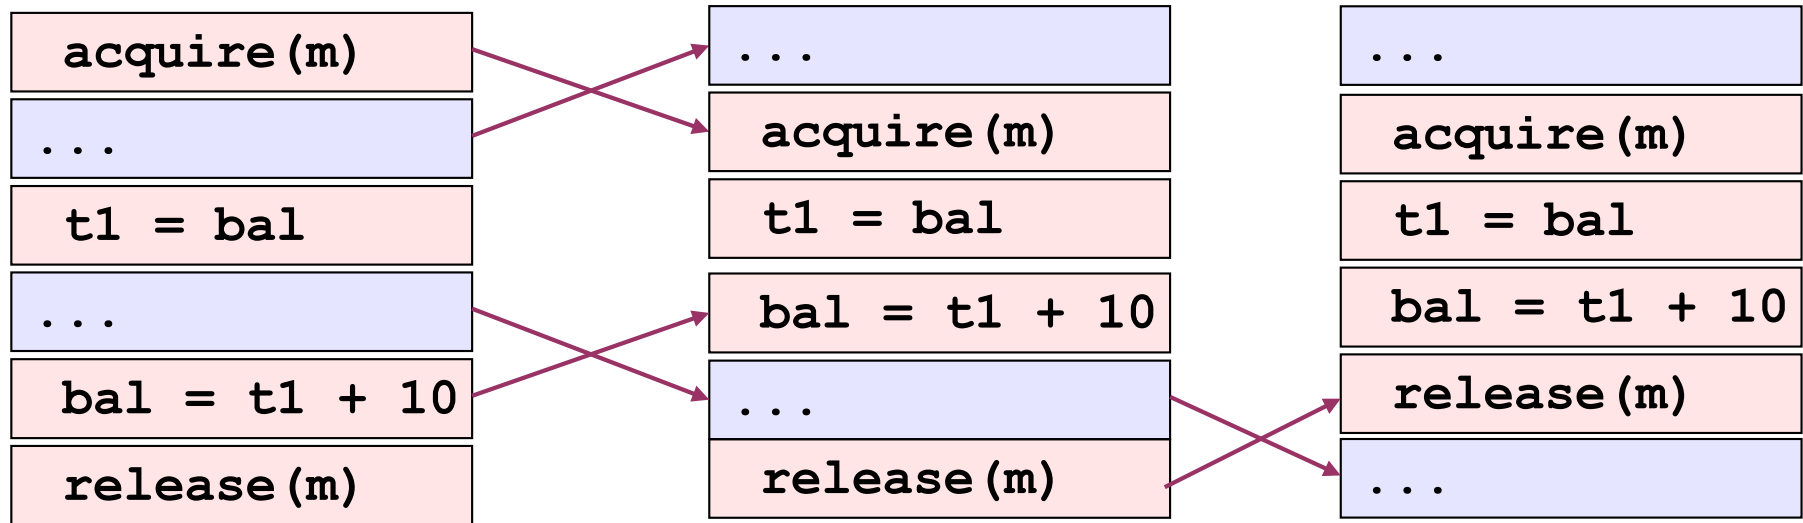 acquire(m)
...
t1 = bal
...
bal = t1 + 10
release(m)
...
acquire(m)
t1 = bal
bal = t1 + 10
...
release(m)
...
acquire(m)
t1 = bal
bal = t1 + 10
release(m)
...